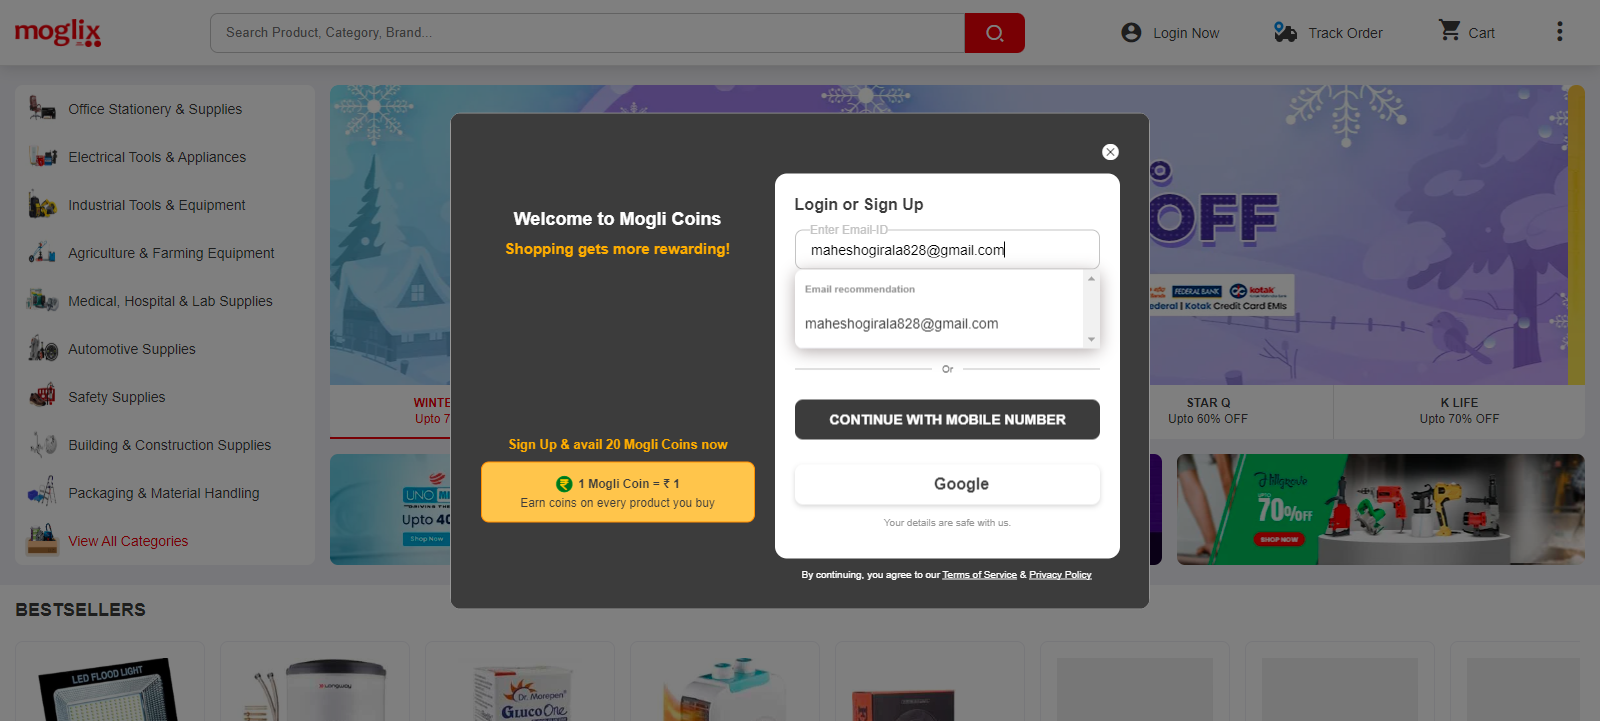 moglix
Search Product, Category, Brand...
Login Now
Track Order
Cart
Office Stationery & Supplies
Electrical Tools & Appliances
Industrial Tools & Equipment
Agriculture & Farming Equipment
Medical, Hospital & Lab Supplies
Automotive Supplies
Safety Supplies
Building & Construction Supplies
Packaging & Material Handling
View All Categories
OFF
FEDERAL BANK
kotak
ederal | Kotak Credit Card EMIs
WINTE
Upto 7
STAR Q
Upto 60% OFF
K LIFE
Upto 70% OFF
UNO MI
Upto 40
Shop Now
Hillgrove
UPTO
70% OFF
SHOP NOW
Welcome to Mogli Coins
Shopping gets more rewarding!
Sign Up & avail 20 Mogli Coins now
₹ 1 Mogli Coin = ₹ 1
Earn coins on every product you buy
Login or Sign Up
Enter Email-ID
maheshogirala828@gmail.com
Email recommendation
maheshogirala828@gmail.com
Or
CONTINUE WITH MOBILE NUMBER
Google
Your details are safe with us.
By continuing, you agree to our Terms of Service & Privacy Policy
BESTSELLERS
LED FLOOD LIGHT
Longway
Dr. Morepen
GlucoOne